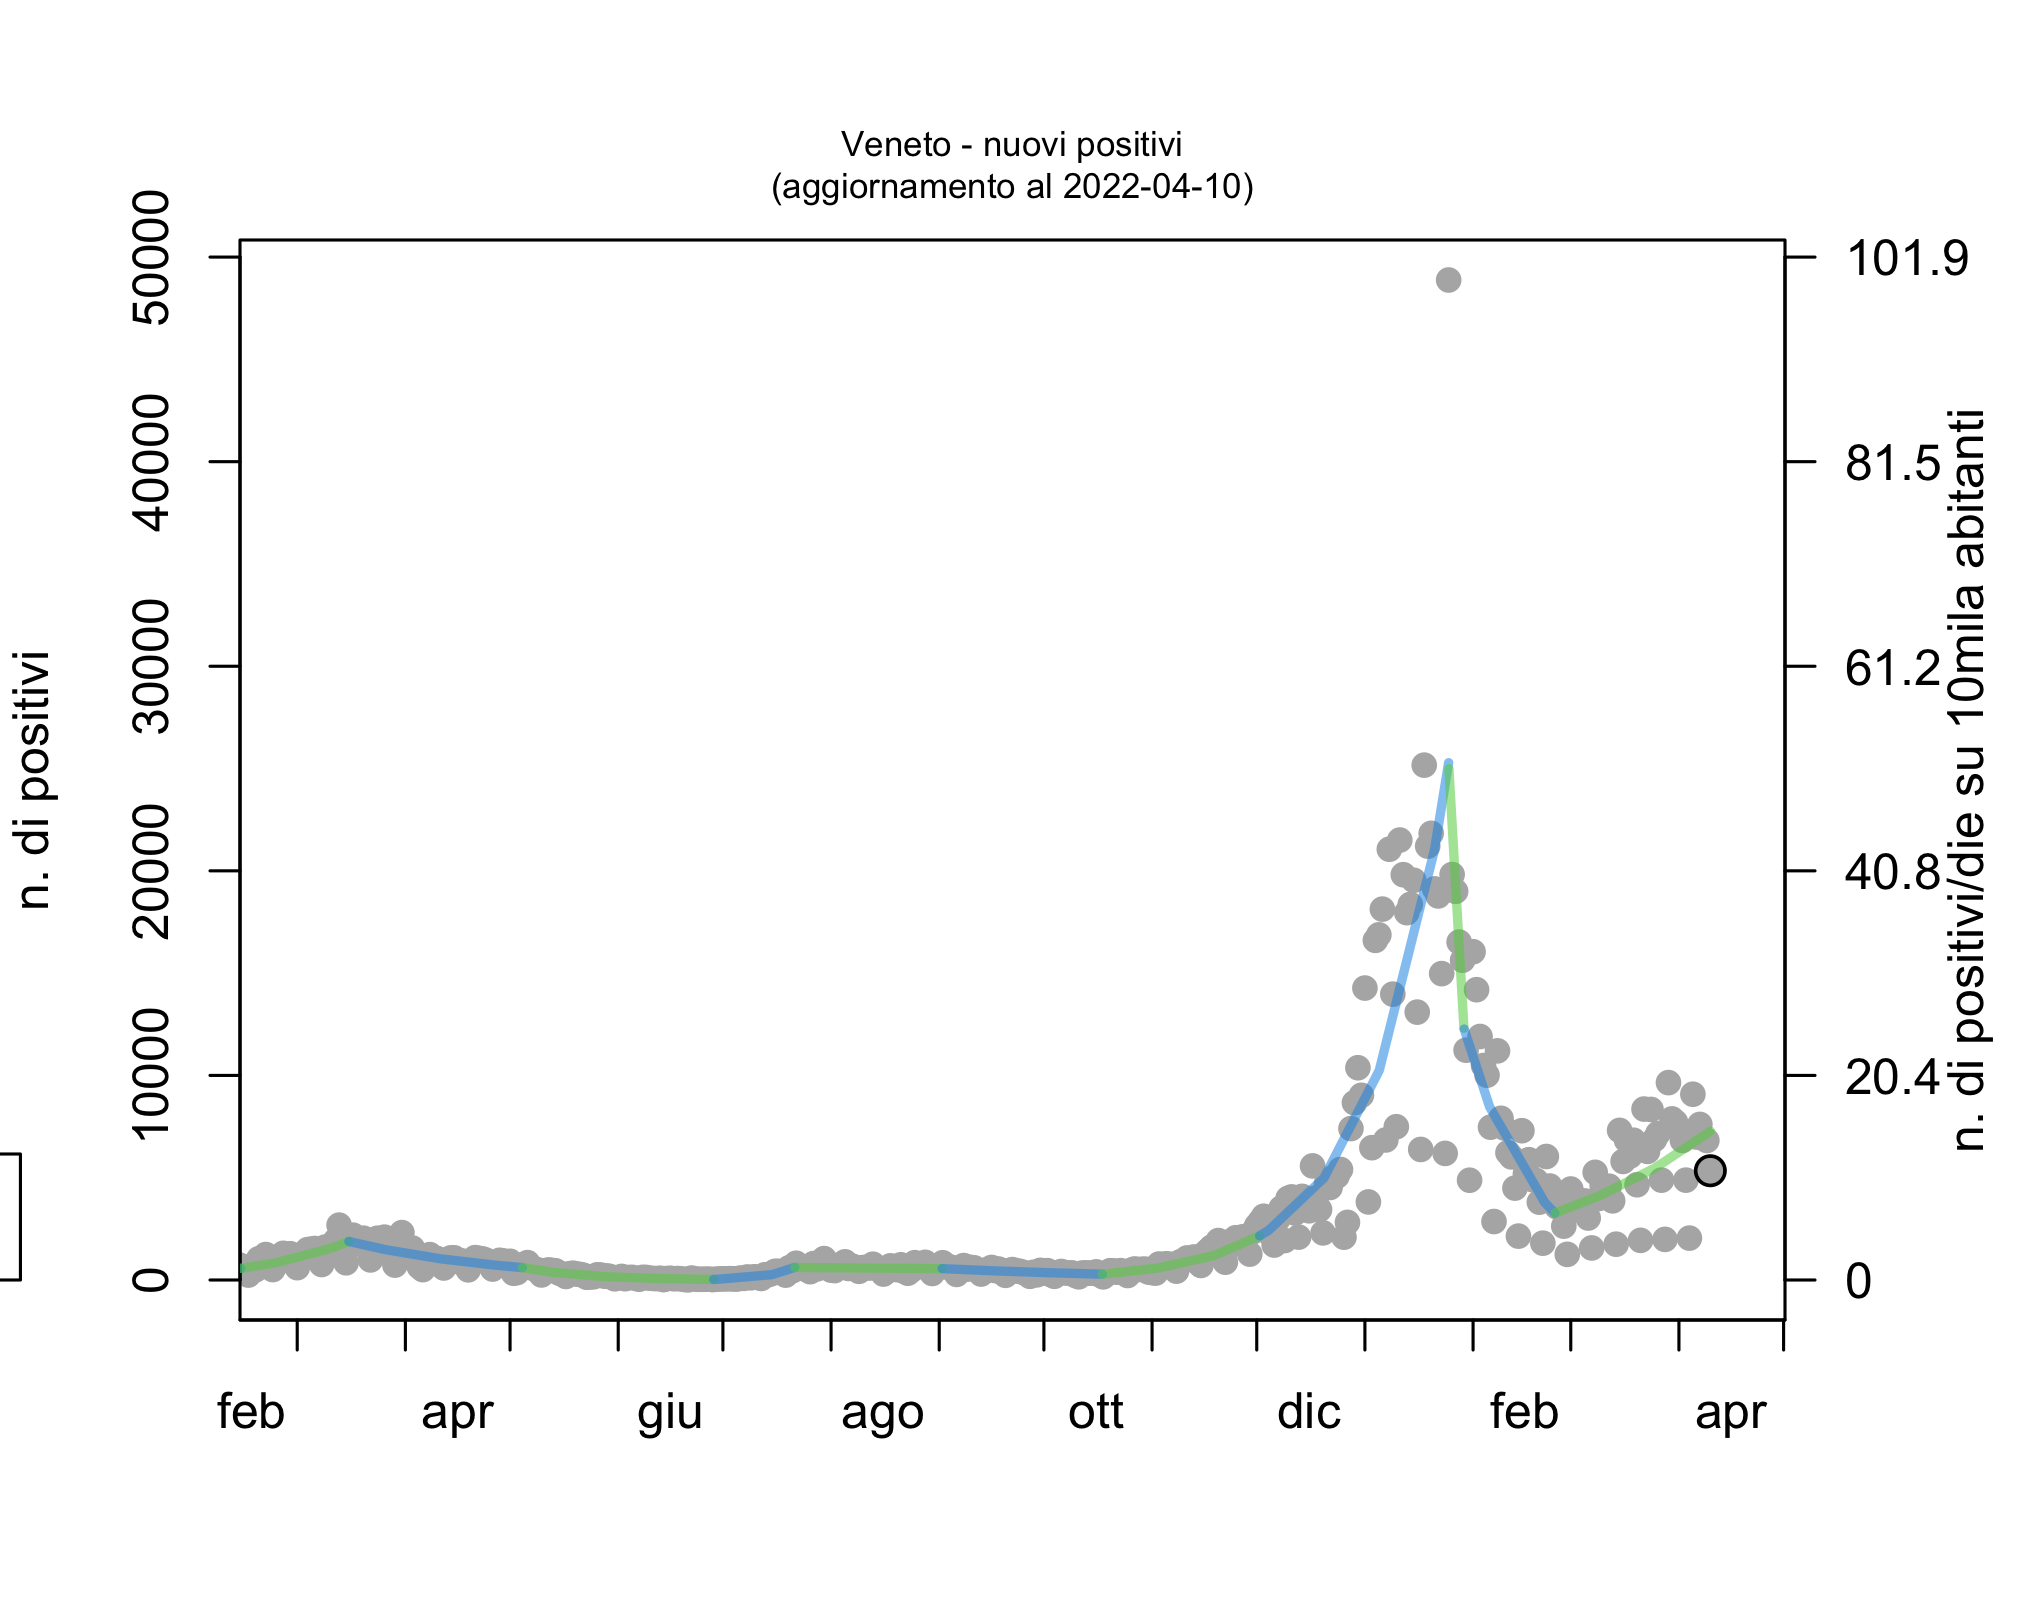 Veneto - nuovi positivi
(aggiornamento al 2022-04-10)
n. di positivi
50000
40000
30000
20000
10000
0
101.9
81.5
61.2
40.8
20.4
0
n. di positivi/die su 10mila abitanti
feb apr giu ago ott dic feb apr